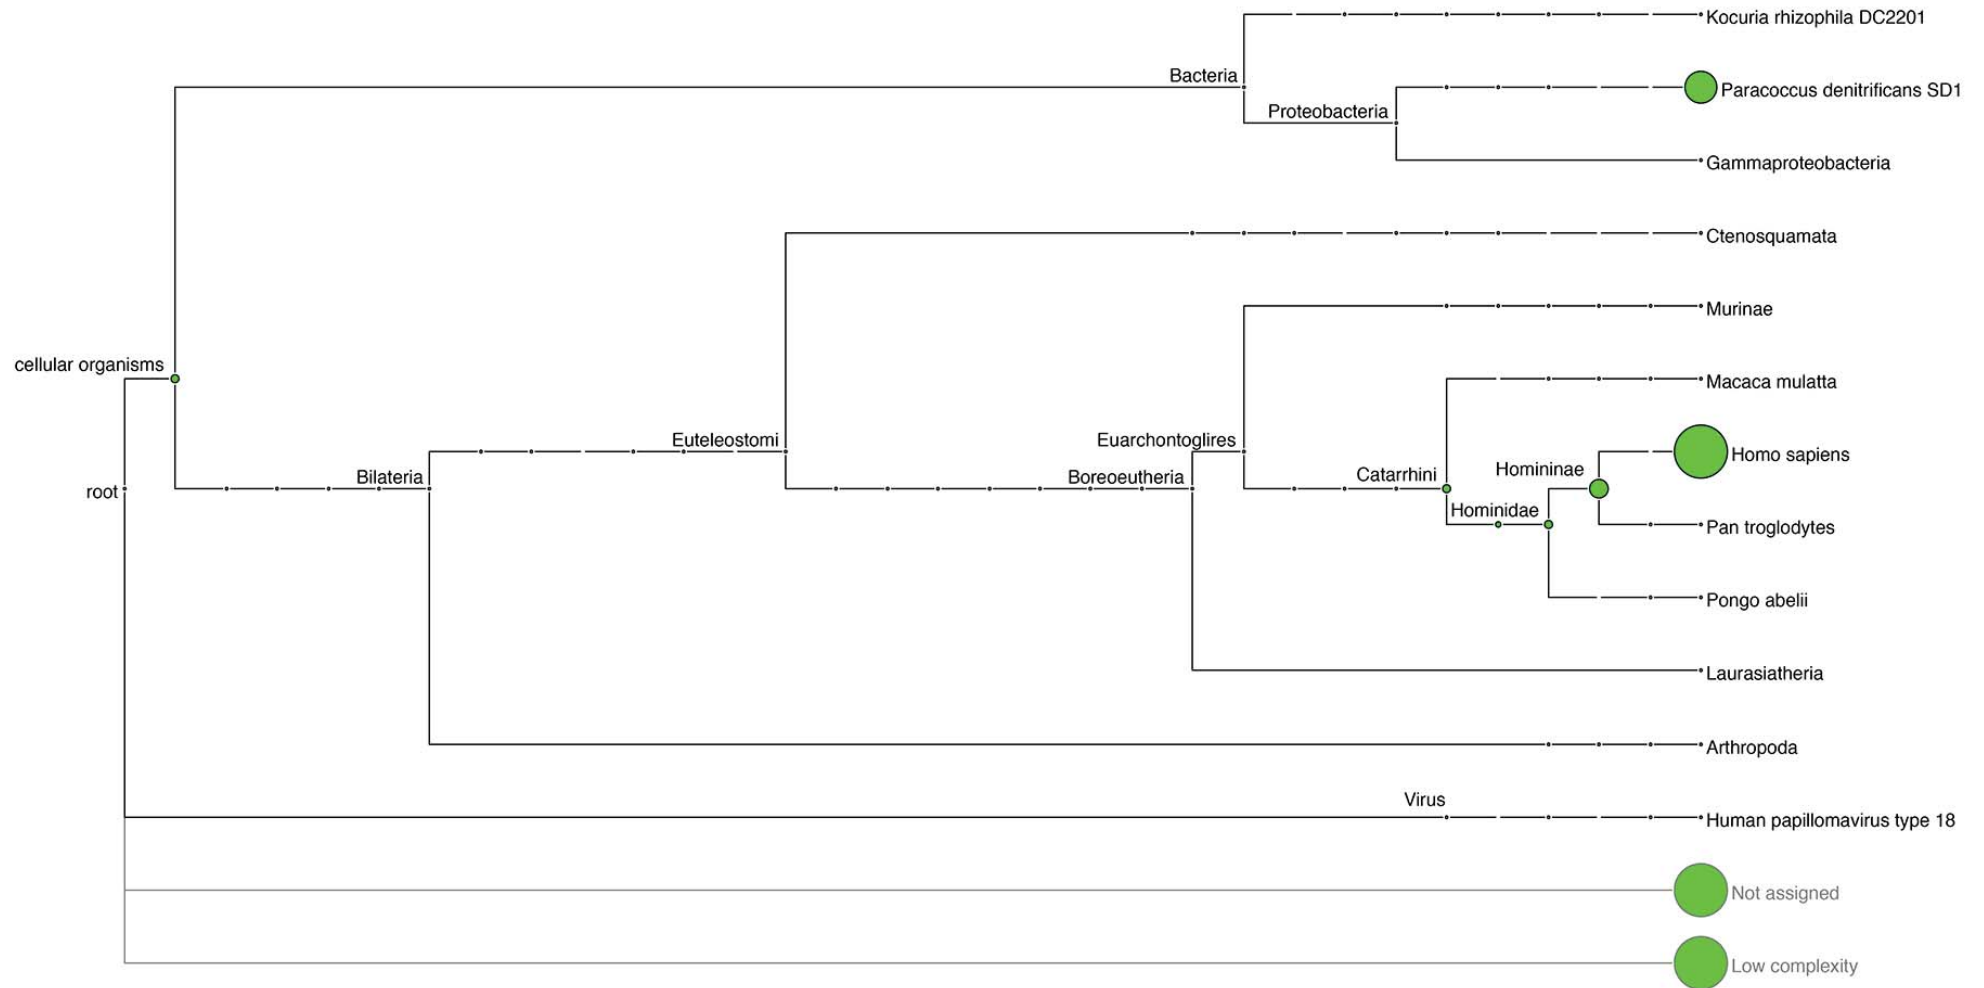 Kocuria rhizophila DC2201
Bacteria
Paracoccus denitrificans SD1
Proteobacteria
Gammaproteobacteria
Ctenosquamata
Murinae
cellular organisms
Macaca mulatta
Euteleostomi
Euarchontoglires
Homo sapiens
Bilateria
Boreoeutheria
Catarrhini
Homininae
root
Hominidae
Pan troglodytes
Pongo abelii
Laurasiatheria
Arthropoda
Virus
Human papillomavirus type 18
Not assigned
Low complexity